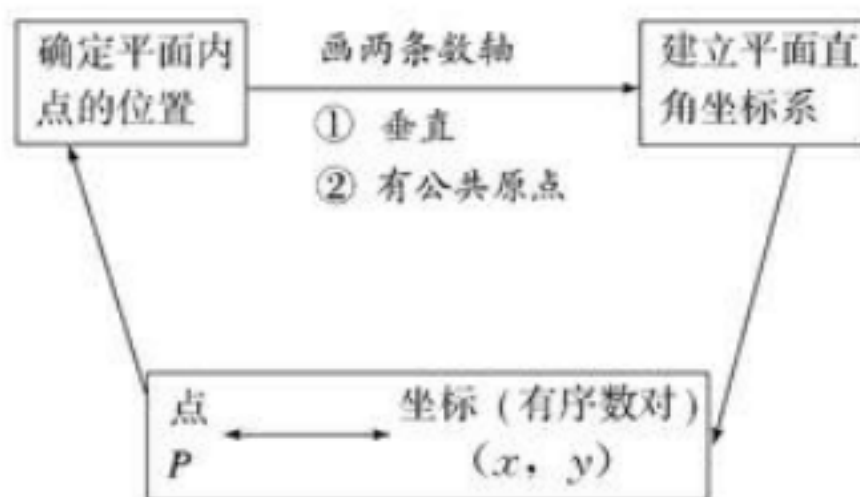 确定平面内
点的位置
画两条数轴
① 垂直
② 有公共原点
建立平面直
角坐标系
点
P
坐标（有序数对）
（x，y）